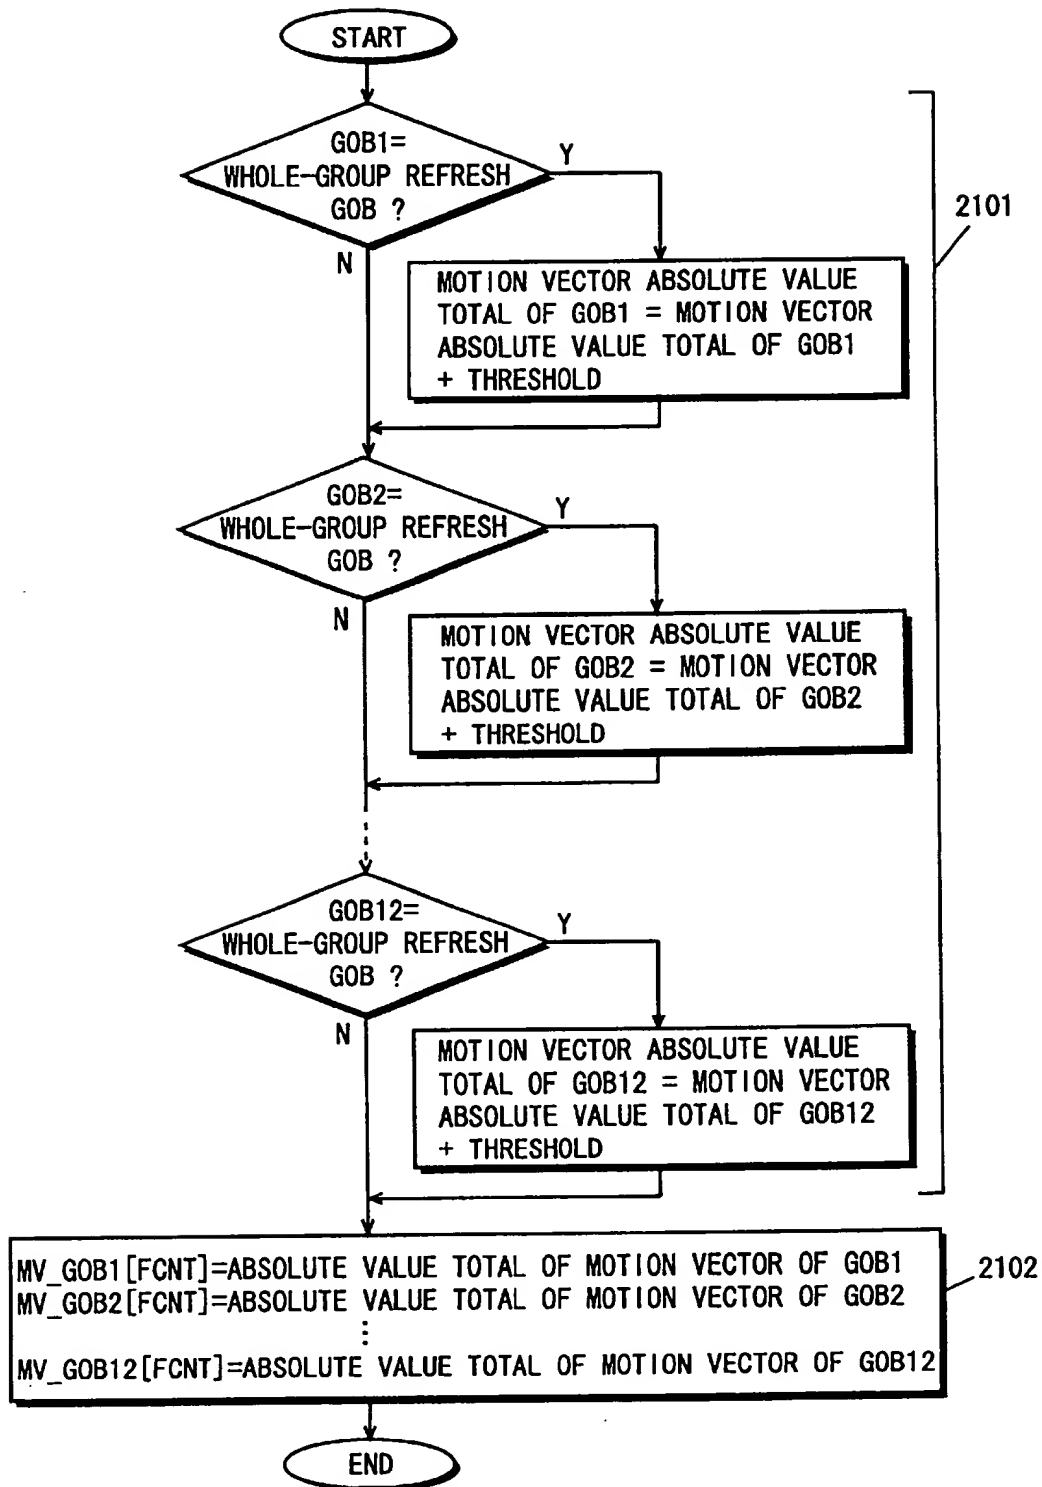 START
GOB1=
WHOLE-GROUP REFRESH
GOB ?
Y
N
2101
MOTION VECTOR ABSOLUTE VALUE
TOTAL OF GOB1 = MOTION VECTOR
ABSOLUTE VALUE TOTAL OF GOB1
+ THRESHOLD
GOB2=
WHOLE-GROUP REFRESH
GOB ?
Y
N
MOTION VECTOR ABSOLUTE VALUE
TOTAL OF GOB2 = MOTION VECTOR
ABSOLUTE VALUE TOTAL OF GOB2
+ THRESHOLD
GOB12=
WHOLE-GROUP REFRESH
GOB ?
Y
N
MOTION VECTOR ABSOLUTE VALUE
TOTAL OF GOB12 = MOTION VECTOR
ABSOLUTE VALUE TOTAL OF GOB12
+ THRESHOLD
MV_GOB1[FCNT]=ABSOLUTE VALUE TOTAL OF MOTION VECTOR OF GOB1
MV_GOB2[FCNT]=ABSOLUTE VALUE TOTAL OF MOTION VECTOR OF GOB2
⋮
MV_GOB12[FCNT]=ABSOLUTE VALUE TOTAL OF MOTION VECTOR OF GOB12
2102
END